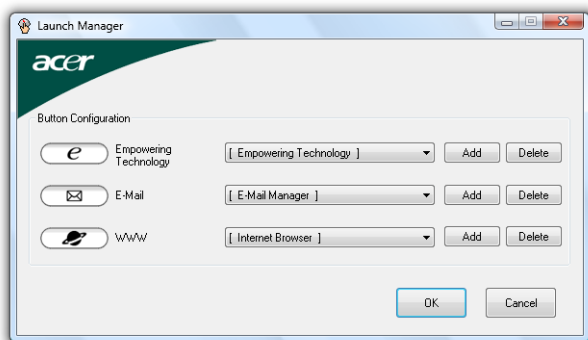 Launch Manager
acer
Button Configuration
e
Empowering
Technology
[ Empowering Technology ]
Add
Delete
E-Mail
[ E-Mail Manager ]
Add
Delete
WWW
[ Internet Browser ]
Add
Delete
OK
Cancel